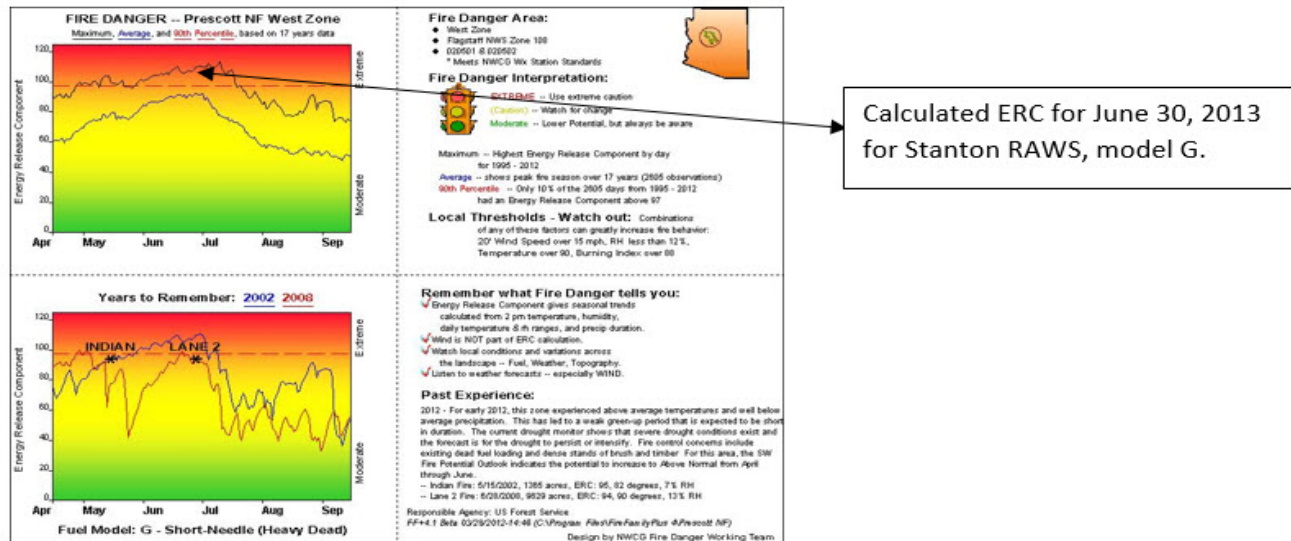 FIRE DANGER -- Prescott NF West Zone
Maximum, Average, and 90th Percentile, based on 17 years data
Energy Release Component
120
100
80
60
40
20
0
Extreme
Moderate
Apr May Jun Jul Aug Sep
Fire Danger Area:
West Zone
Flagstaff NWS Zone 108
020501 & 020502
* Meets NWCG Wx Station Standards
Fire Danger Interpretation:
EXTREME -- Use extreme caution
(Caution) -- Watch for change
Moderate -- Lower Potential, but always be aware
Maximum -- Highest Energy Release Component by day
for 1995 - 2012
Average -- shows peak fire season over 17 years (2605 observations)
90th Percentile -- Only 10% of the 2605 days from 1995 - 2012
had an Energy Release Component above 97
Local Thresholds - Watch out: Combinations
of any of these factors can greatly increase fire behavior:
20' Wind Speed over 15 mph, RH less than 12%,
Temperature over 90, Burning Index over 88
Calculated ERC for June 30, 2013
for Stanton RAWS, model G.
Years to Remember: 2002 2008
Energy Release Component
120
100
80
60
40
20
0
INDIAN
LANE 2
Extreme
Moderate
Apr May Jun Jul Aug Sep
Fuel Model: G - Short-Needle (Heavy Dead)
Remember what Fire Danger tells you:
Energy Release Component gives seasonal trends
calculated from 2 pm temperature, humidity,
daily temperature & rh ranges, and precip duration.
Wind is NOT part of ERC calculation.
Watch local conditions and variations across
the landscape -- Fuel, Weather, Topography.
Listen to weather forecasts -- especially WIND.
Past Experience:
2012 - For early 2012, this zone experienced above average temperatures and well below
average precipitation. This has led to a weak green-up period that is expected to be short
in duration. The current drought monitor shows that severe drought conditions exist and
the forecast is for the drought to persist or intensify. Fire control concerns include
existing dead fuel loading and dense stands of brush and timber For this area, the SW
Fire Potential Outlook indicates the potential to increase to Above Normal from April
through June.
-- Indian Fire: 5/15/2002, 1365 acres, ERC: 95, 82 degrees, 7% RH
-- Lane 2 Fire: 6/28/2008, 9629 acres, ERC: 94, 90 degrees, 13% RH
Responsible Agency: US Forest Service
FF+4.1 Beta 03/28/2012-14:46 (C:\Program Files\FireFamilyPlus 4\Prescott NF)
Design by NWCG Fire Danger Working Team